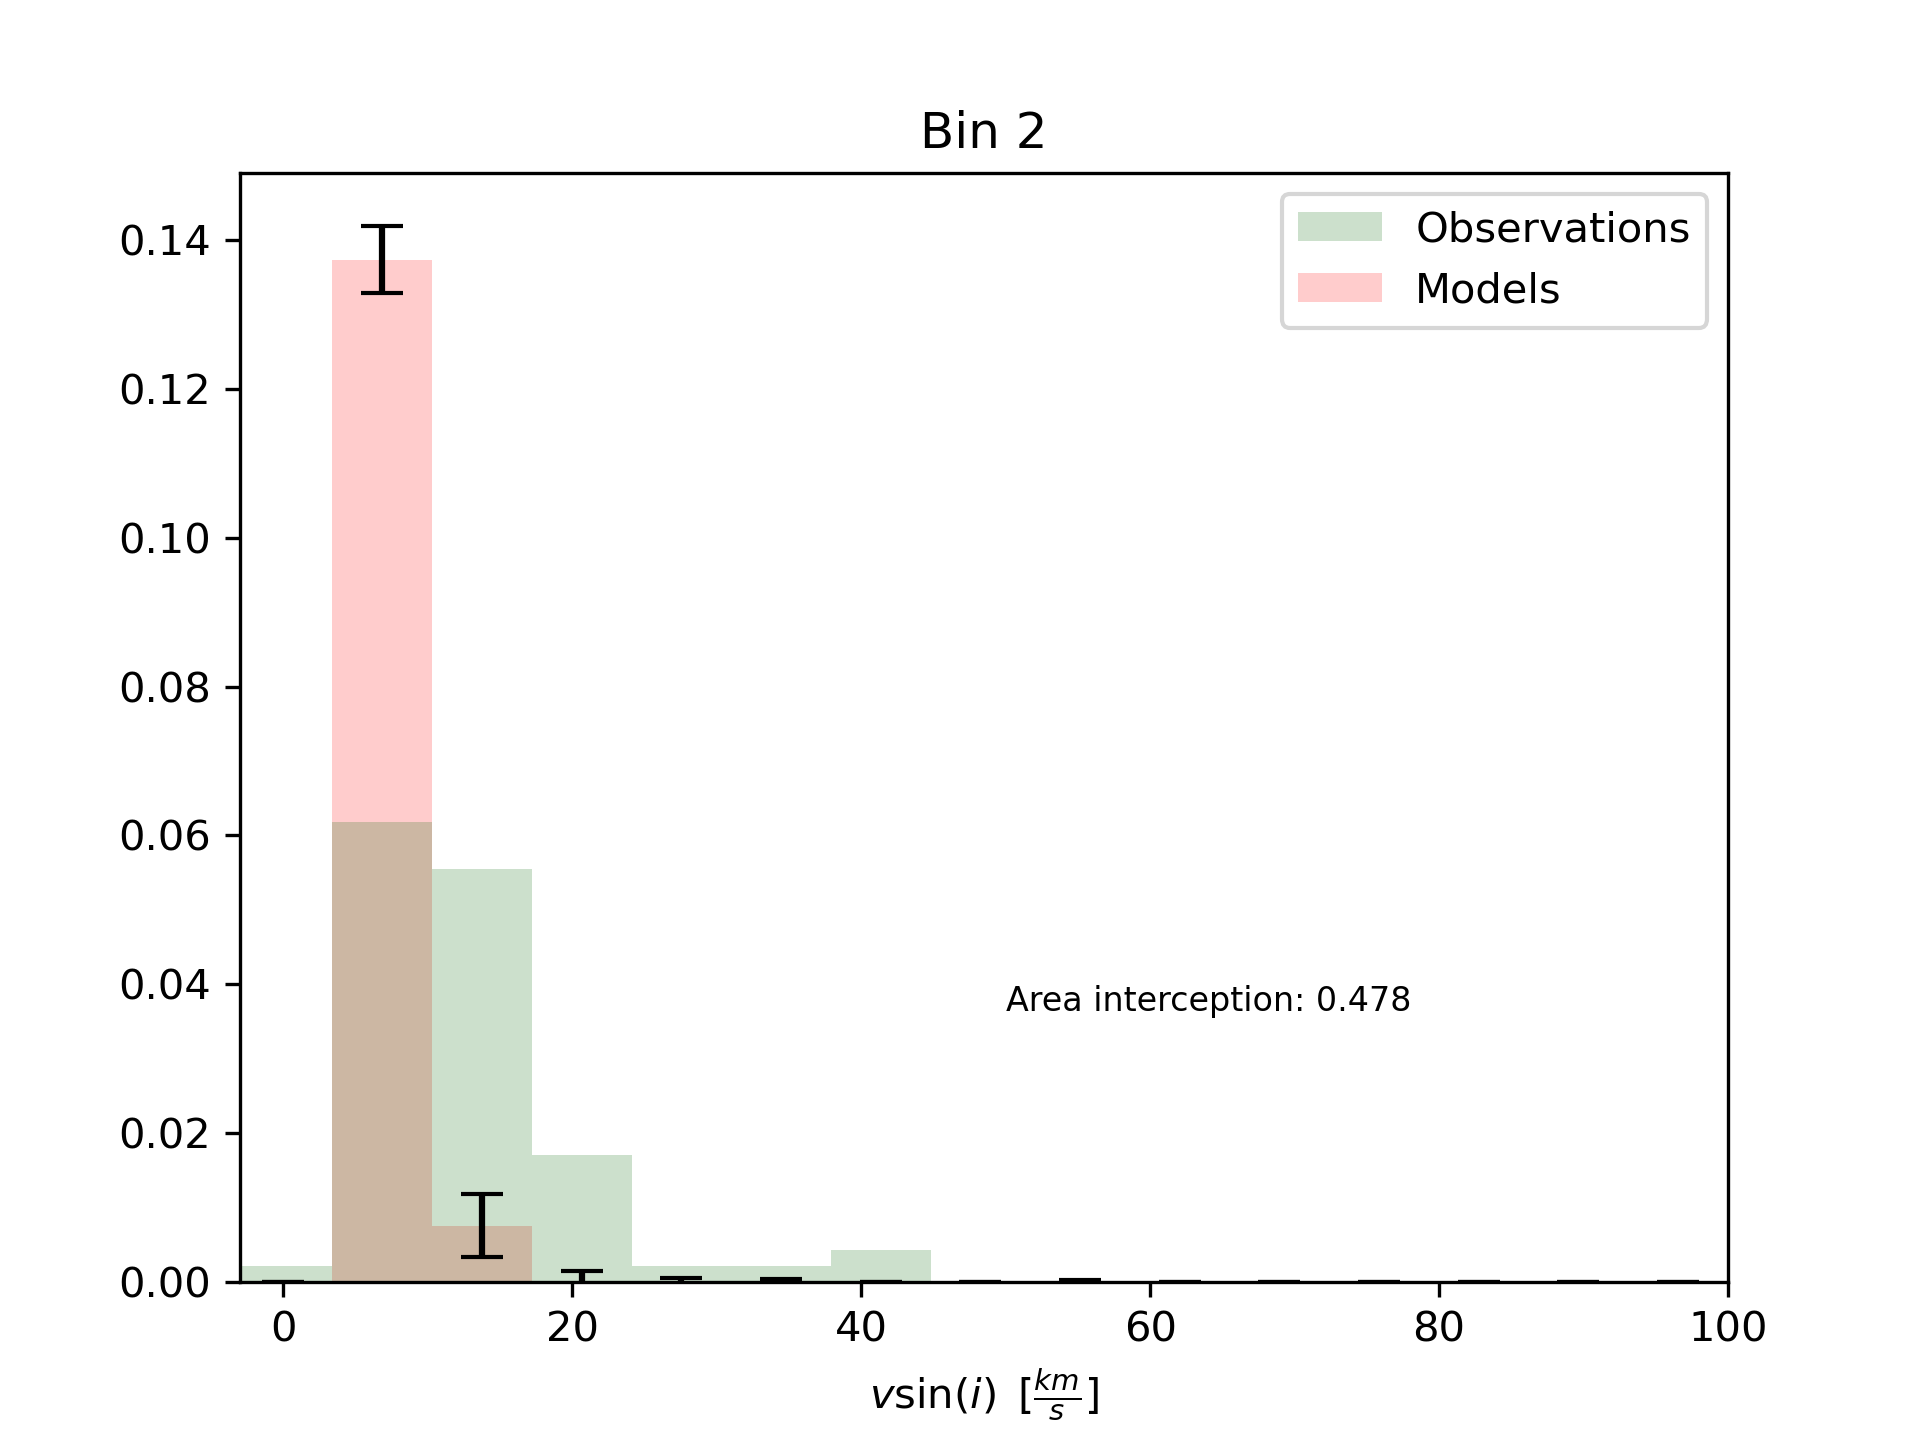 Bin 2
Observations
Models
0.14
0.12
0.10
0.08
0.06
0.04
0.02
0.00
Area interception: 0.478
0 20 40 60 80 100
v sin(i) [km/s]